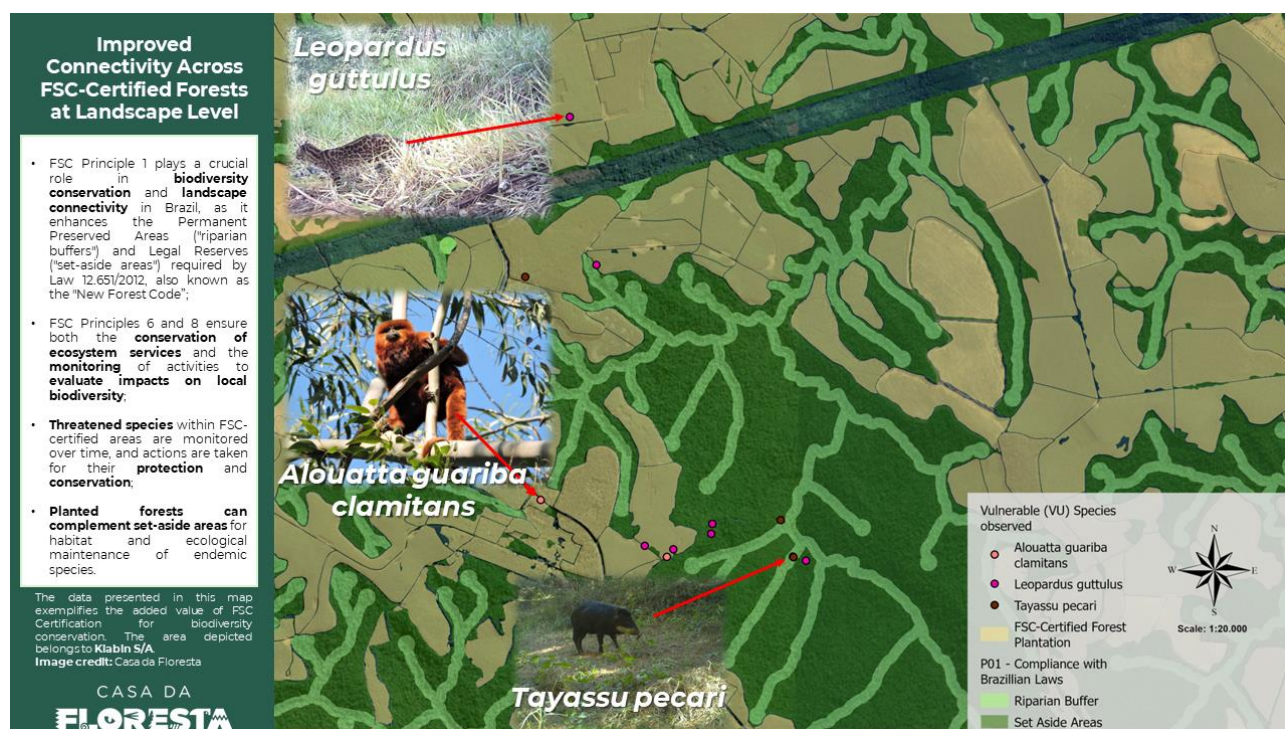 Improved
Connectivity Across
FSC-Certified Forests
at Landscape Level
• FSC Principle 1 plays a crucial
role in biodiversity
conservation and landscape
connectivity in Brazil, as it
enhances the Permanent
Preserved Areas ("riparian
buffers") and Legal Reserves
("set-aside areas") required by
Law 12.651/2012, also known as
the "New Forest Code";
• FSC Principles 6 and 8 ensure
both the conservation of
ecosystem services and the
monitoring of activities to
evaluate impacts on local
biodiversity;
• Threatened species within FSC-
certified areas are monitored
over time, and actions are taken
for their protection and
conservation;
• Planted forests can
complement set-aside areas for
habitat and ecological
maintenance of endemic
species.
The data presented in this map
exemplifies the added value of FSC
Certification for biodiversity
conservation. The area depicted
belongs to Klabin S/A.
Image credit: Casa da Floresta
CASA DA
FLORESTA
Leopardus
guttulus
Alouatta guariba
clamitans
Tayassu pecari
Vulnerable (VU) Species
observed
Alouatta guariba
clamitans
Leopardus guttulus
Tayassu pecari
FSC-Certified Forest
Plantation
P01 - Compliance with
Brazillian Laws
Riparian Buffer
Set Aside Areas
N
W
E
S
Scale: 1:20.000